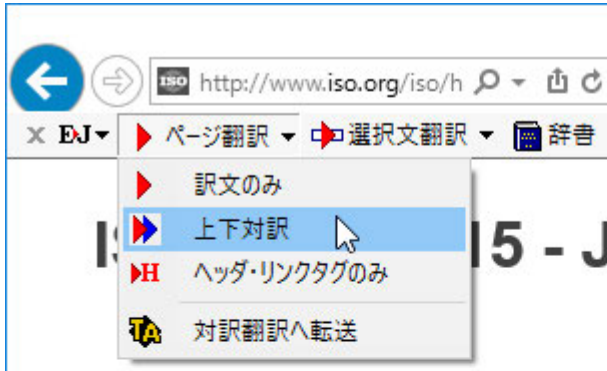 ISO http://www.iso.org/iso/h
× EJ ページ翻訳 選択文翻訳 辞書
訳文のみ
上下対訳
H ヘッダ・リンクタグのみ
TA 対訳翻訳へ転送
5 - J